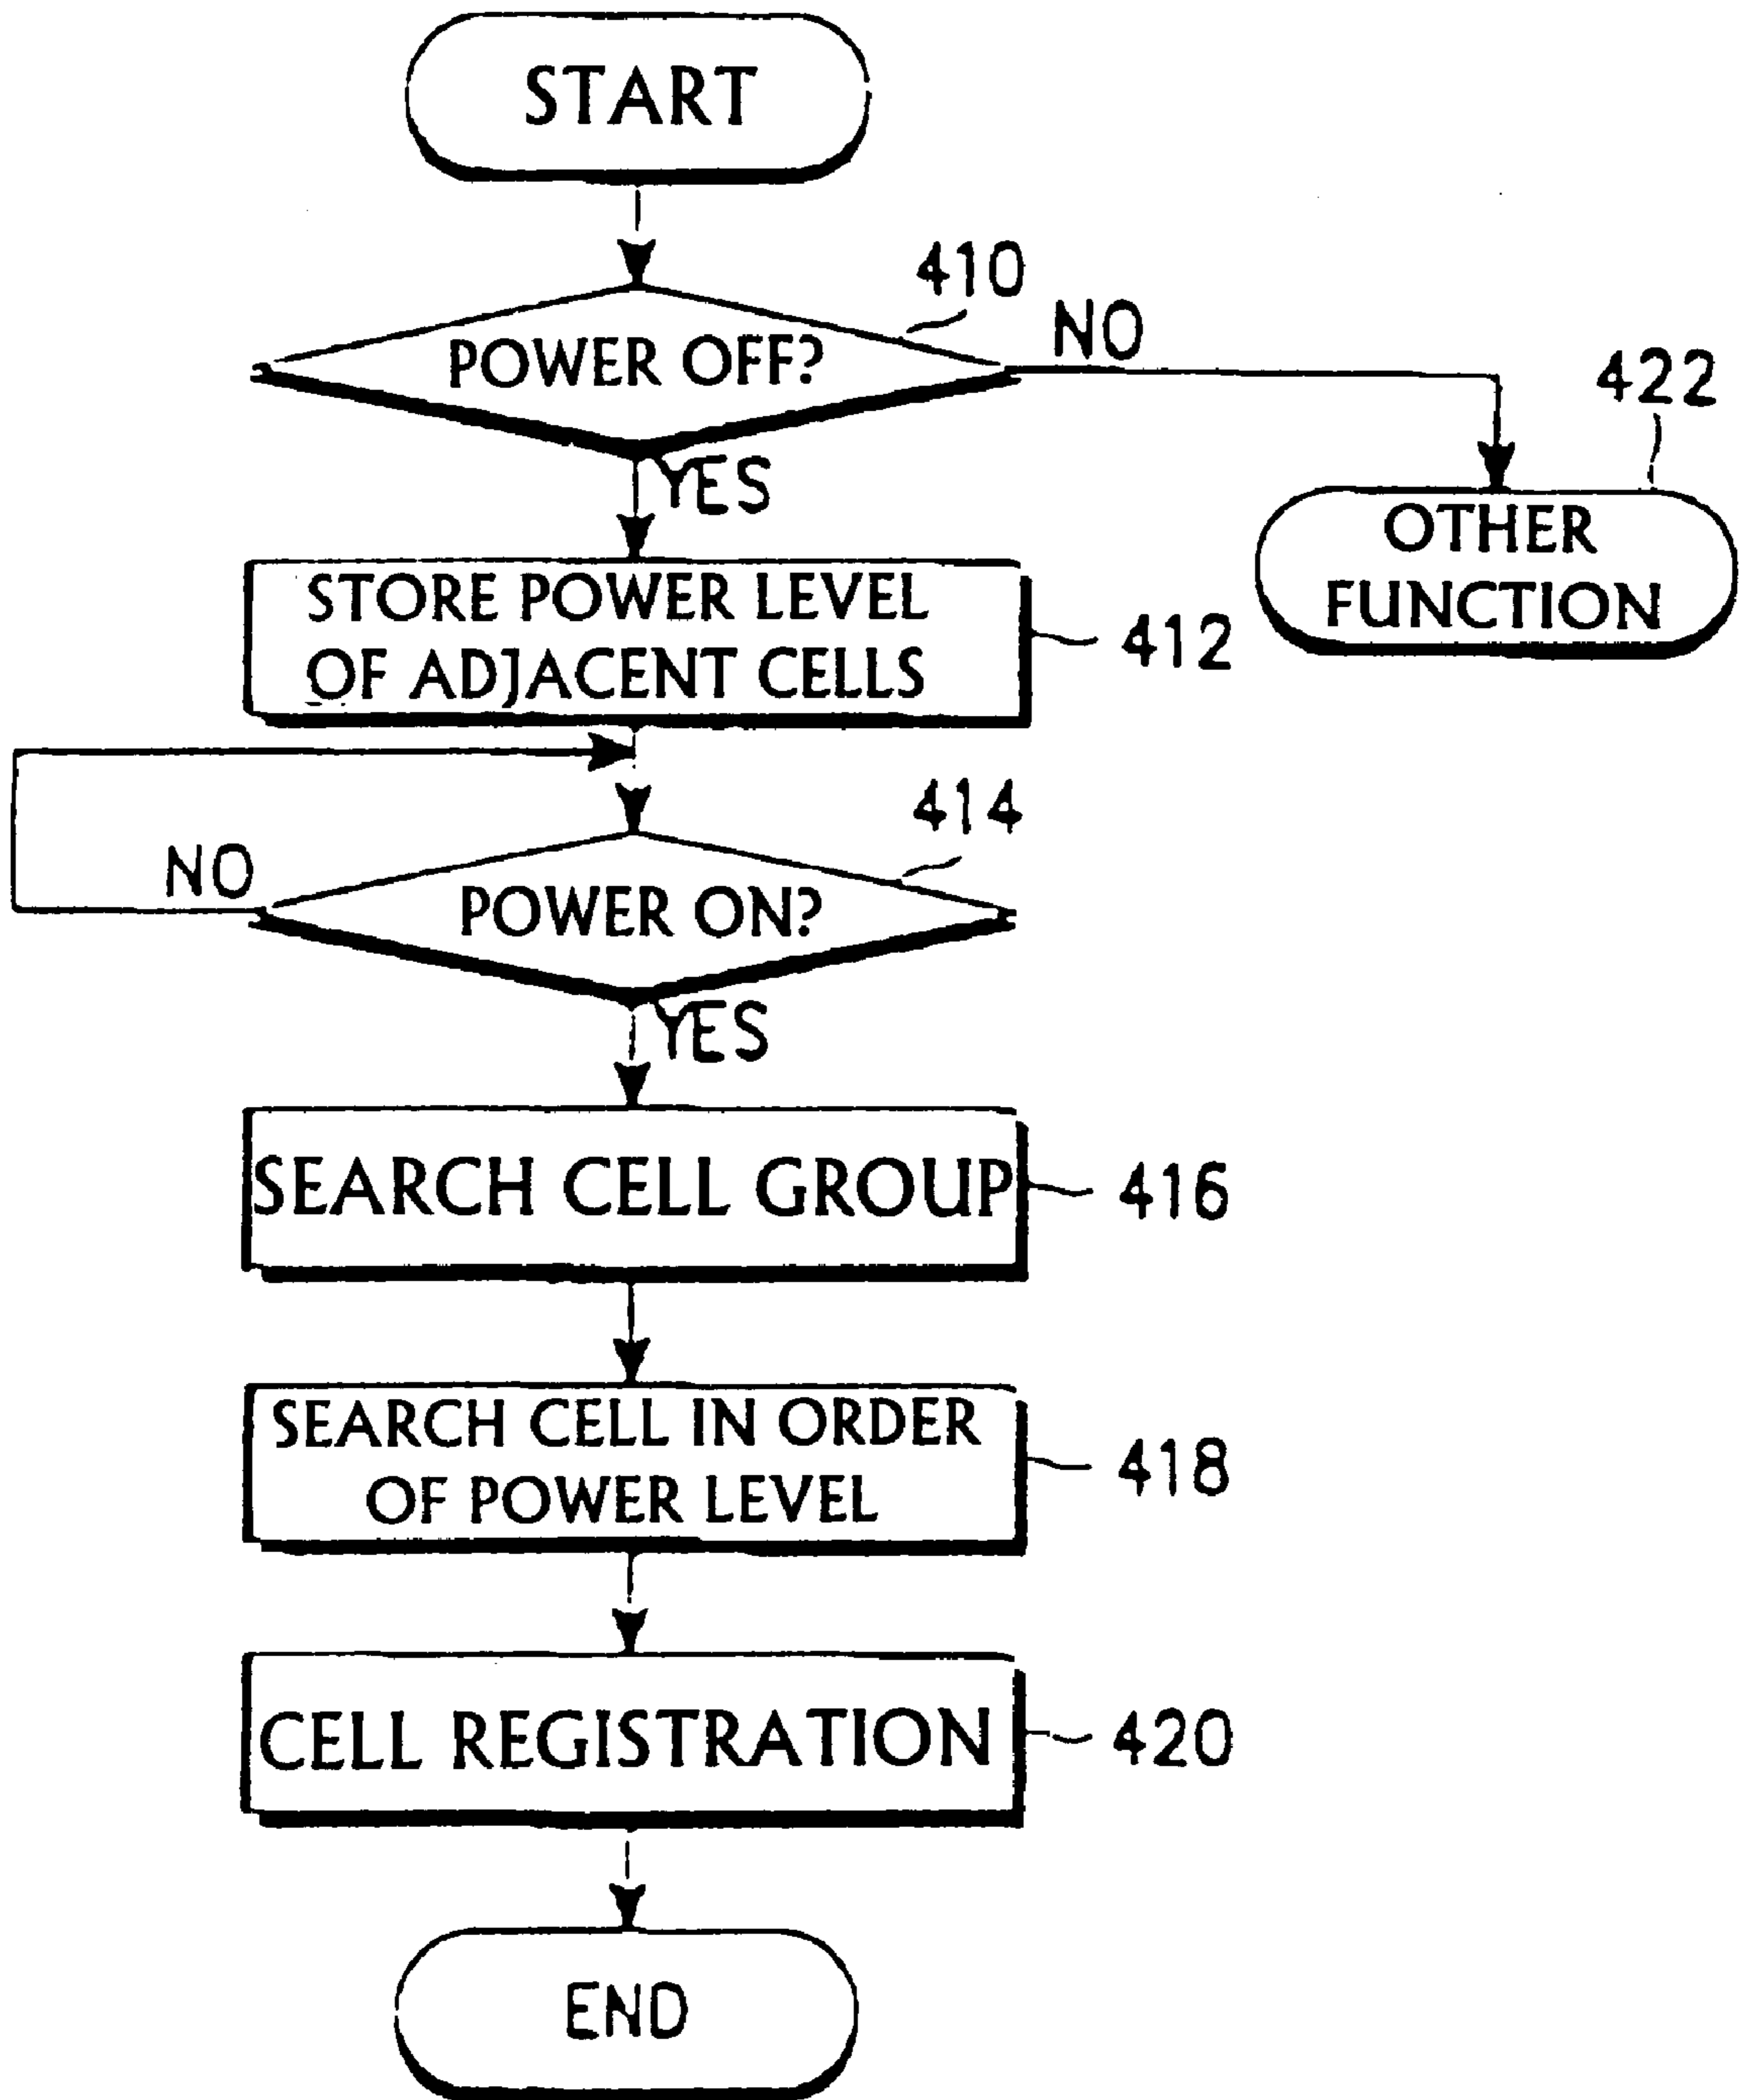 START
410
POWER OFF?
NO
422
YES
OTHER
FUNCTION
STORE POWER LEVEL
OF ADJACENT CELLS
412
414
NO
POWER ON?
YES
SEARCH CELL GROUP
416
SEARCH CELL IN ORDER
OF POWER LEVEL
418
CELL REGISTRATION
420
END